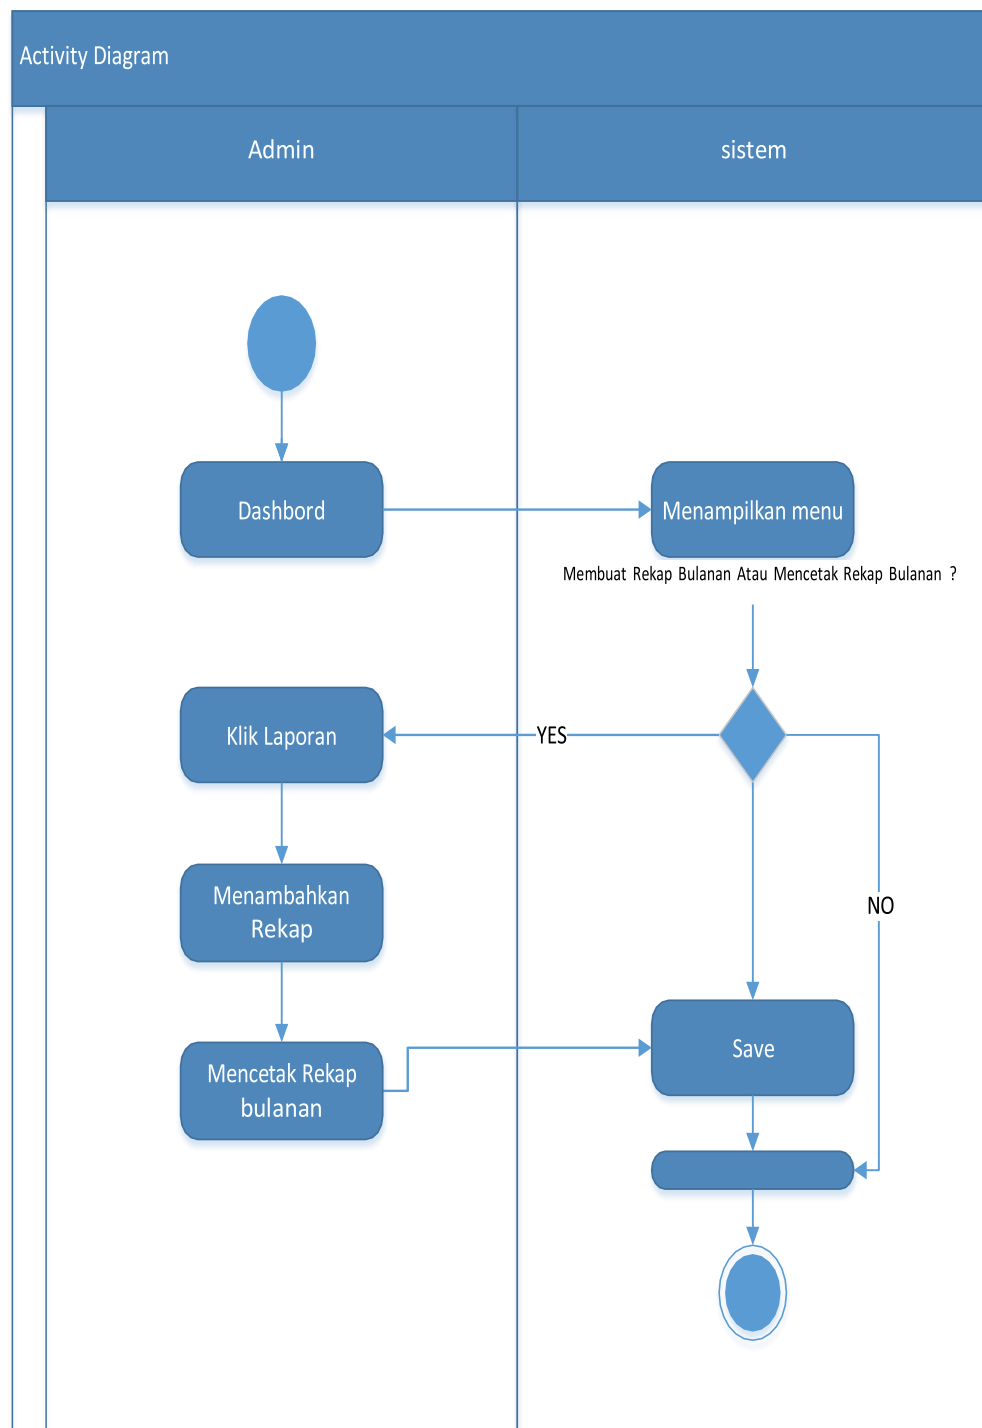 Activity Diagram
Admin
sistem
Dashbord
Menampilkan menu
Membuat Rekap Bulanan Atau Mencetak Rekap Bulanan ?
Klik Laporan
YES
Menambahkan
Rekap
NO
Mencetak Rekap
bulanan
Save